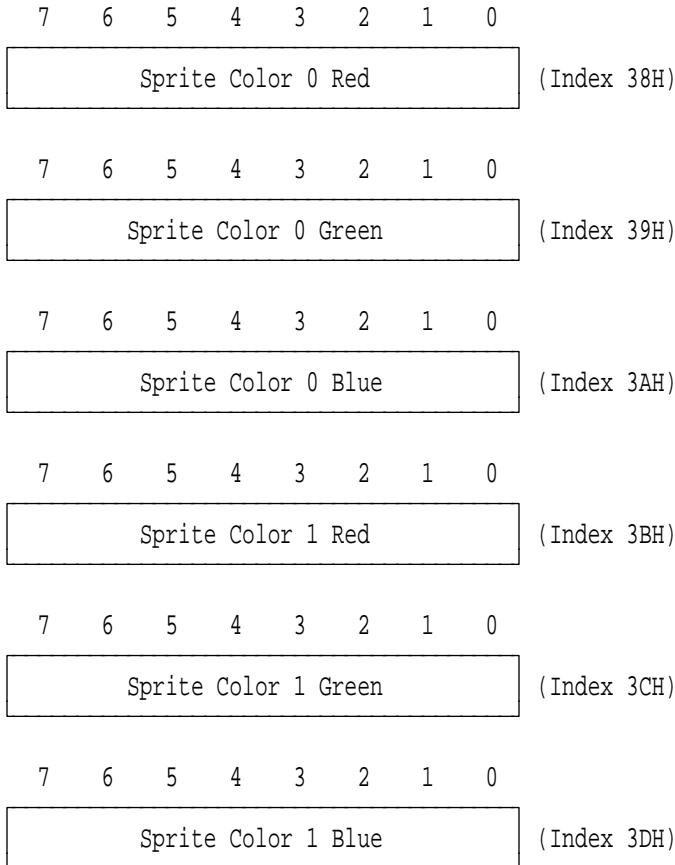 7 6 5 4 3 2 1 0
Sprite Color 0 Red (Index 38H)
7 6 5 4 3 2 1 0
Sprite Color 0 Green (Index 39H)
7 6 5 4 3 2 1 0
Sprite Color 0 Blue (Index 3AH)
7 6 5 4 3 2 1 0
Sprite Color 1 Red (Index 3BH)
7 6 5 4 3 2 1 0
Sprite Color 1 Green (Index 3CH)
7 6 5 4 3 2 1 0
Sprite Color 1 Blue (Index 3DH)